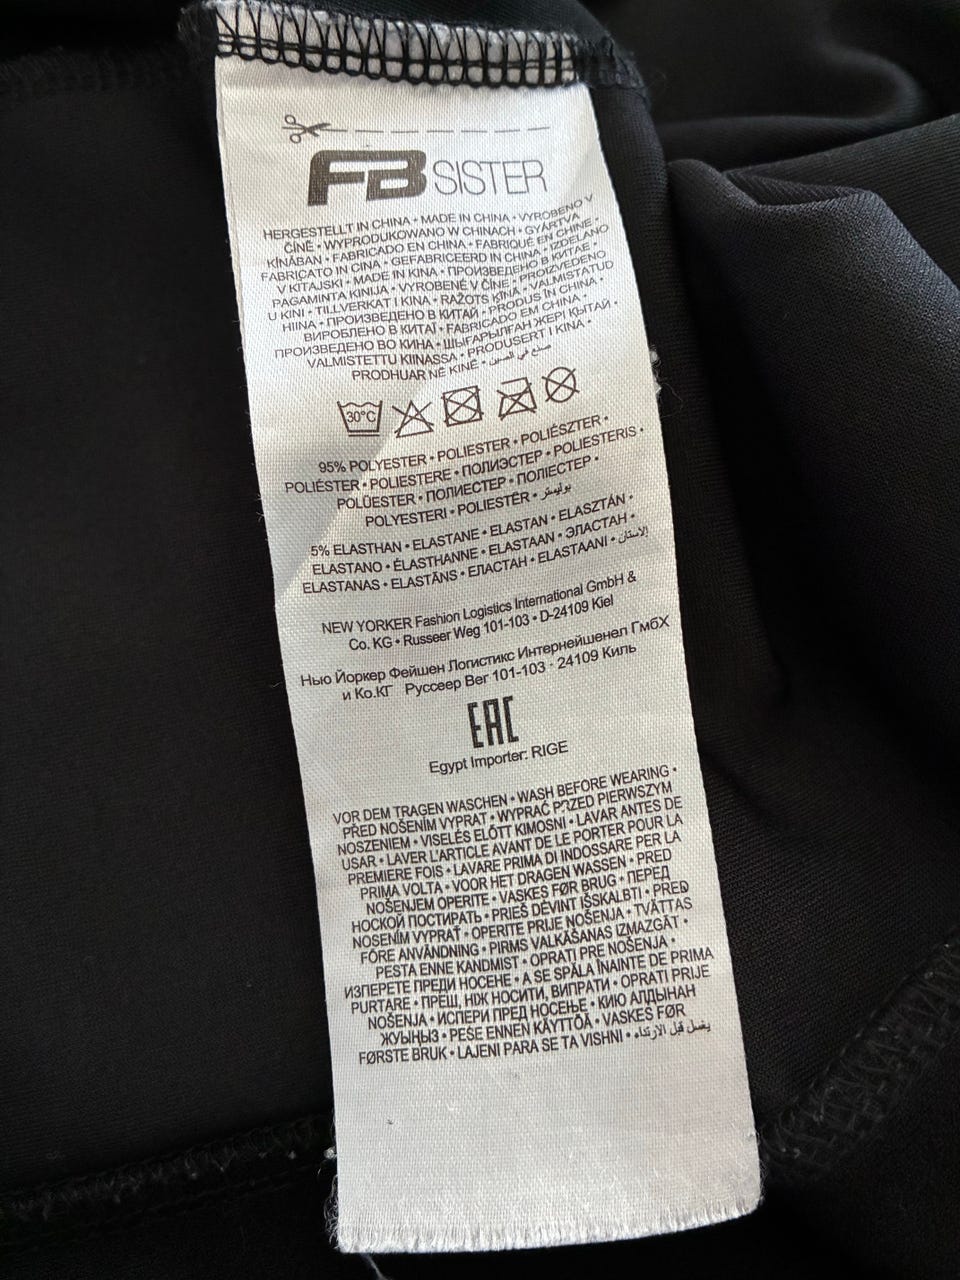 FB SISTER
HERGESTELLT IN CHINA • MADE IN CHINA • VYROBENO V
ČÍNĚ • WYPRODUKOWANO W CHINACH • GYÁRTVA
KÍNÁBAN • FABRICADO EN CHINA • FABRIQUÉ EN CHINE •
FABRICATO IN CINA • GEFABRICEERD IN CHINA • IZDELANO
V KITAJSKI • MADE IN KINA • ПРОИЗВЕДЕНО В КИТАЕ •
PAGAMINTA KINIJA • VYROBENÉ V ČÍNE • PROIZVEDENO
U KINI • TILLVERKAT I KINA • RAŽOTS ĶĪNA • VALMISTATUD
HIINA • ПРОИЗВЕДЕНО В КИТАЙ • PRODUS ÎN CHINA •
ВИРОБЛЕНО В КИТАЇ • FABRICADO EM CHINA •
ПРОИЗВЕДЕНО ВО КИНА • ШЫҒАРЫЛҒАН ЖЕРІ ҚЫТАЙ •
VALMISTETTU KIINASSA • PRODUSERT I KINA •
PRODHUAR NË KINË • صنع في الصين
30°C
95% POLYESTER • POLIESTER • POLIÉSZTER •
POLIÉSTER • POLIESTERE • ПОЛИЭСТЕР • POLIESTERIS •
POLÜESTER • ПОЛИЕСТЕР • ПОЛІЕСТЕР •
POLYESTERI • POLIESTËR • بوليستر
5% ELASTHAN • ELASTANE • ELASTAN • ELASZTÁN •
ELASTANO • ÉLASTHANNE • ELASTAAN • ЭЛАСТАН •
ELASTANAS • ELASTĀNS • ЕЛАСТАН • ELASTAANI • الاستان
NEW YORKER Fashion Logistics International GmbH &
Co. KG • Russeer Weg 101-103 • D-24109 Kiel
Нью Йоркер Фейшен Логистикс Интернейшенел ГмбХ
и Ко.КГ Руссеер Вег 101-103 · 24109 Киль
EAC
Egypt Importer: RIGE
VOR DEM TRAGEN WASCHEN • WASH BEFORE WEARING •
PŘED NOŠENÍM VYPRAT • WYPRAĆ PRZED PIERWSZYM
NOSZENIEM • VISELÉS ELŐTT KIMOSNI • LAVAR ANTES DE
USAR • LAVER L'ARTICLE AVANT DE LE PORTER POUR LA
PREMIERE FOIS • LAVARE PRIMA DI INDOSSARE PER LA
PRIMA VOLTA • VOOR HET DRAGEN WASSEN • PRED
NOŠENJEM OPERITE • VASKES FØR BRUG • ПЕРЕД
НОСКОЙ ПОСТИРАТЬ • PRIEŠ DĖVINT IŠSKALBTI • PRED
NOSENÍM VYPRAŤ • OPERITE PRIJE NOŠENJA • TVÄTTAS
FÖRE ANVÄNDNING • PIRMS VALKĀŠANAS IZMAZGĀT •
PESTA ENNE KANDMIST • OPRATI PRE NOŠENJA •
ИЗПЕРЕТЕ ПРЕДИ НОСЕНЕ • A SE SPĂLA ÎNAINTE DE PRIMA
PURTARE • ПРЕШ, НІЖ НОСИТИ, ВИПРАТИ • OPRATI PRIJE
NOŠENJA • ИСПЕРИ ПРЕД НОСЕЊЕ • КИЮ АЛДЫНАН
ЖУЫҢЫЗ • PESE ENNEN KÄYTTÖÄ • VASKES FØR
FØRSTE BRUK • LAJENI PARA SE TA VISHNI • يغسل قبل الارتداء